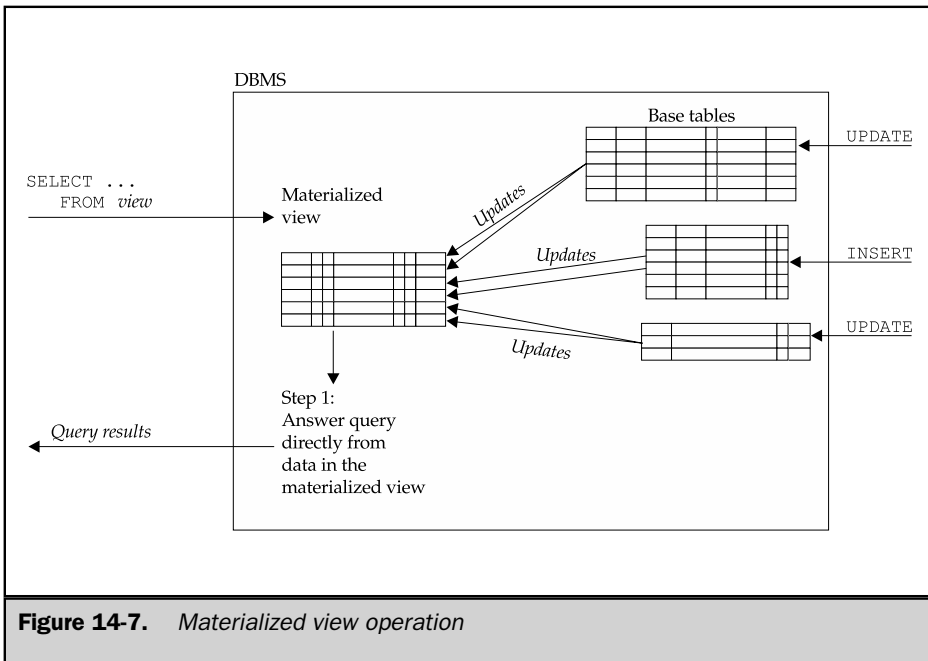 DBMS
Base tables
UPDATE
SELECT ...
FROM view
Materialized
view
Updates
Updates
INSERT
UPDATE
Updates
Step 1:
Answer query
directly from
data in the
materialized view
Query results
Figure 14-7. Materialized view operation